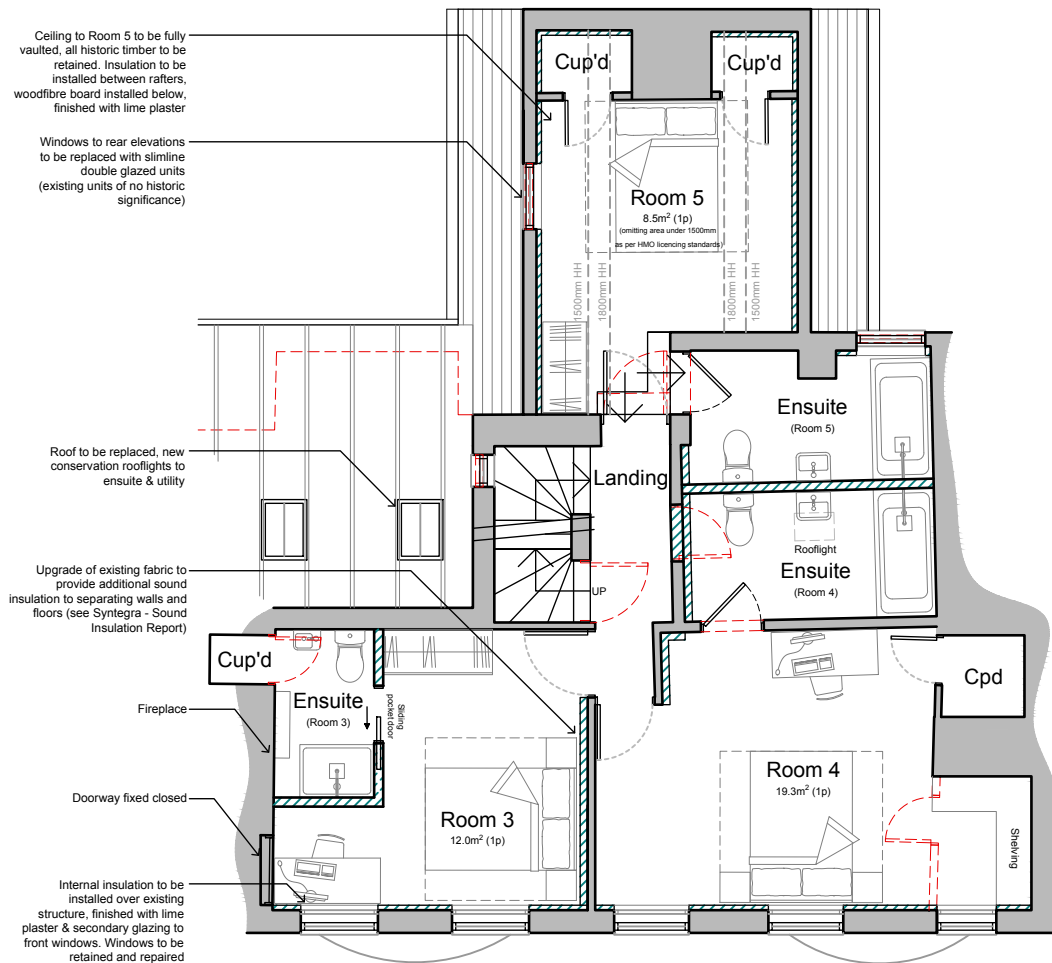 Ceiling to Room 5 to be fully
vaulted, all historic timber to be
retained. Insulation to be
installed between rafters,
woodfibre board installed below,
finished with lime plaster
Windows to rear elevations
to be replaced with slimline
double glazed units
(existing units of no historic
significance)
Roof to be replaced, new
conservation rooflights to
ensuite & utility
Upgrade of existing fabric to
provide additional sound
insulation to separating walls and
floors (see Syntegra - Sound
Insulation Report)
Fireplace
Doorway fixed closed
Internal insulation to be
installed over existing
structure, finished with lime
plaster & secondary glazing to
front windows. Windows to be
retained and repaired
Cup'd
Cup'd
Room 5
8.5m² (1p)
(omitting area under 1500mm
as per HMO licencing standards)
1500mm HH
1800mm HH
1800mm HH
1500mm HH
Ensuite
(Room 5)
Landing
Rooflight
Ensuite
(Room 4)
UP
Cup'd
Ensuite
(Room 3)
Sliding
pocket door
Cpd
Room 3
12.0m² (1p)
Room 4
19.3m² (1p)
Shelving